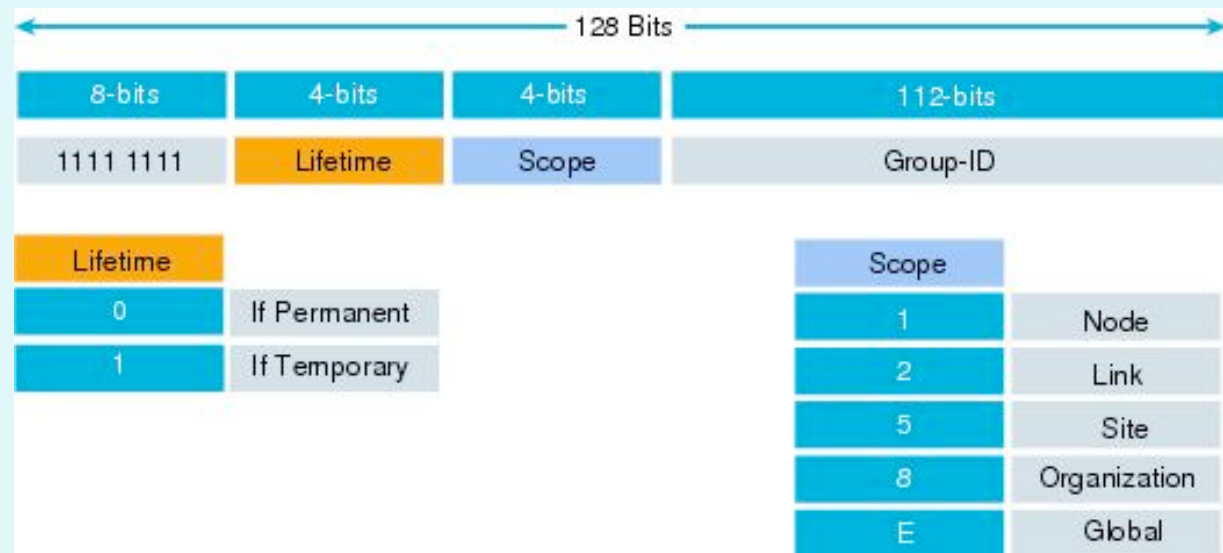 128 Bits
8-bits 4-bits 4-bits 112-bits
1111 1111 Lifetime Scope Group-ID
Lifetime
0 If Permanent
1 If Temporary
Scope
1 Node
2 Link
5 Site
8 Organization
E Global